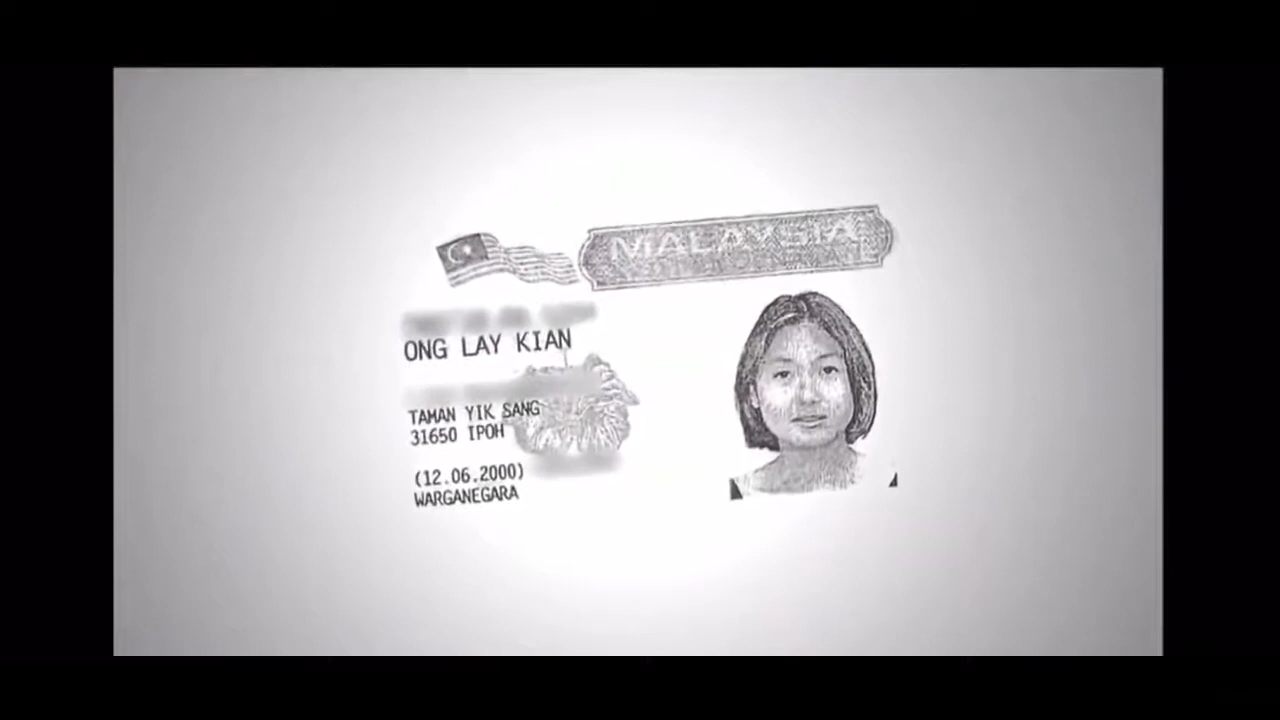 MALAYSIA
ONG LAY KIAN
TAMAN YIK SANG
31650 IPOH
(12.06.2000)
WARGANEGARA